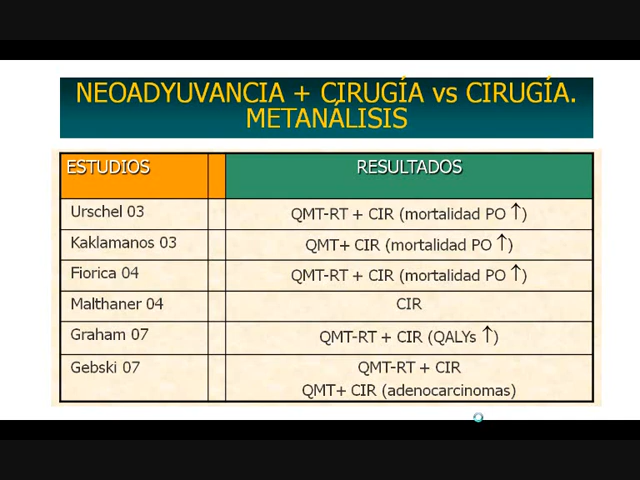 NEOADYUVANCIA + CIRUGÍA vs CIRUGÍA.
METANÁLISIS
ESTUDIOS RESULTADOS
Urschel 03 QMT-RT + CIR (mortalidad PO ↑)
Kaklamanos 03 QMT+ CIR (mortalidad PO ↑)
Fiorica 04 QMT-RT + CIR (mortalidad PO ↑)
Malthaner 04 CIR
Graham 07 QMT-RT + CIR (QALYs ↑)
Gebski 07 QMT-RT + CIR
QMT+ CIR (adenocarcinomas)